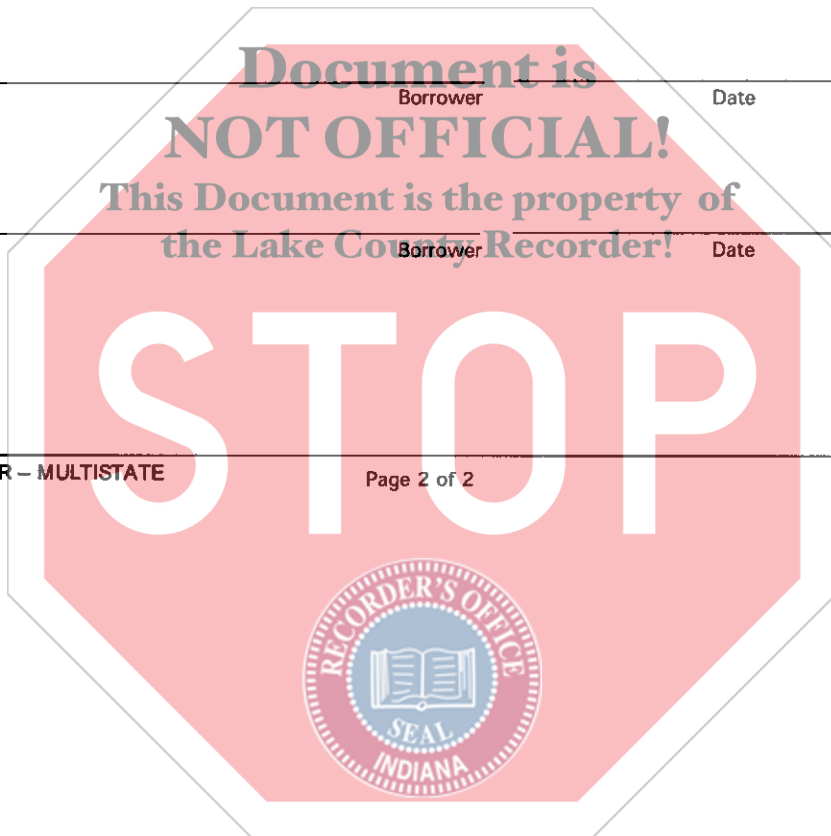 Document is
Borrower Date
NOT OFFICIAL!
This Document is the property of
the Lake County Recorder!
Borrower Date
STOP
R – MULTISTATE Page 2 of 2
RECORDER'S OFFICE
SEAL
INDIANA